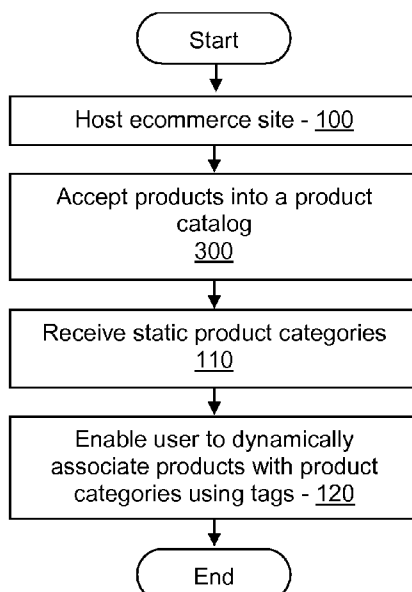 Start
Host ecommerce site - 100
Accept products into a product
catalog
300
Receive static product categories
110
Enable user to dynamically
associate products with product
categories using tags - 120
End